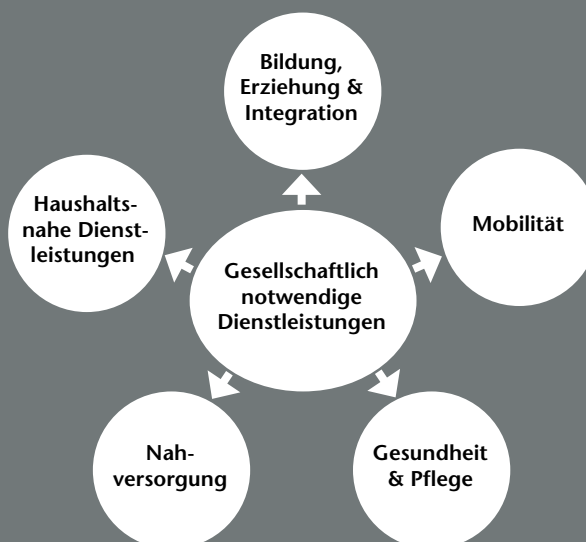 Bildung,
Erziehung &
Integration
Haushalts-
nahe Dienst-
leistungen
Mobilität
Gesellschaftlich
notwendige
Dienstleistungen
Nah-
versorgung
Gesundheit
& Pflege